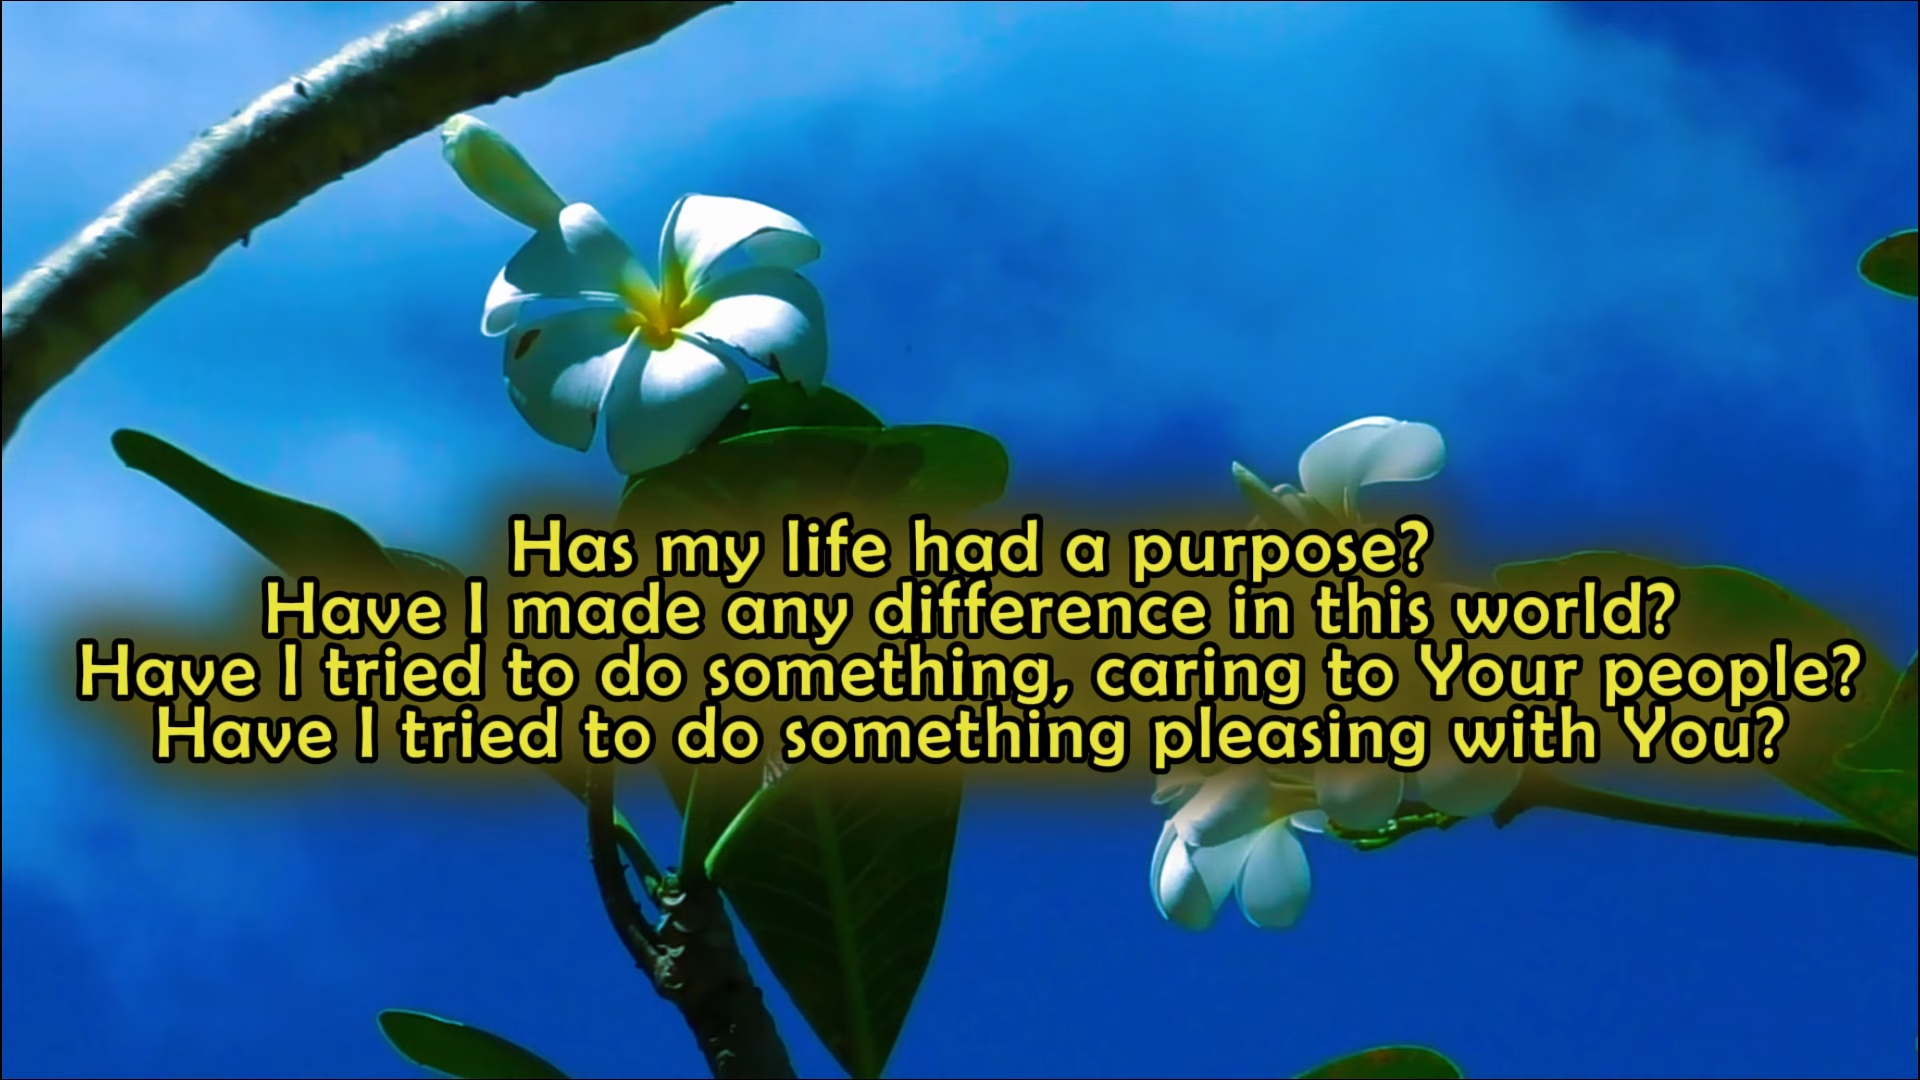 Has my life had a purpose?
Have I made any difference in this world?
Have I tried to do something, caring to Your people?
Have I tried to do something pleasing with You?